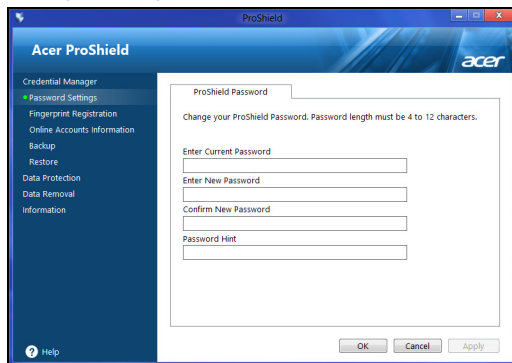 ProShield
Acer ProShield
acer
Credential Manager
Password Settings
Fingerprint Registration
Online Accounts Information
Backup
Restore
Data Protection
Data Removal
Information
Help
ProShield Password
Change your ProShield Password. Password length must be 4 to 12 characters.
Enter Current Password
Enter New Password
Confirm New Password
Password Hint
OK
Cancel
Apply